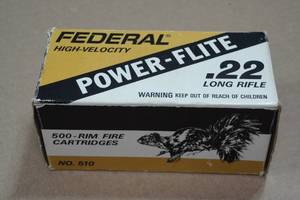 FEDERAL®
HIGH-VELOCITY
POWER-FLITE
.22
LONG RIFLE
WARNING KEEP OUT OF REACH OF CHILDREN
500-RIM FIRE
CARTRIDGES
NO. 510